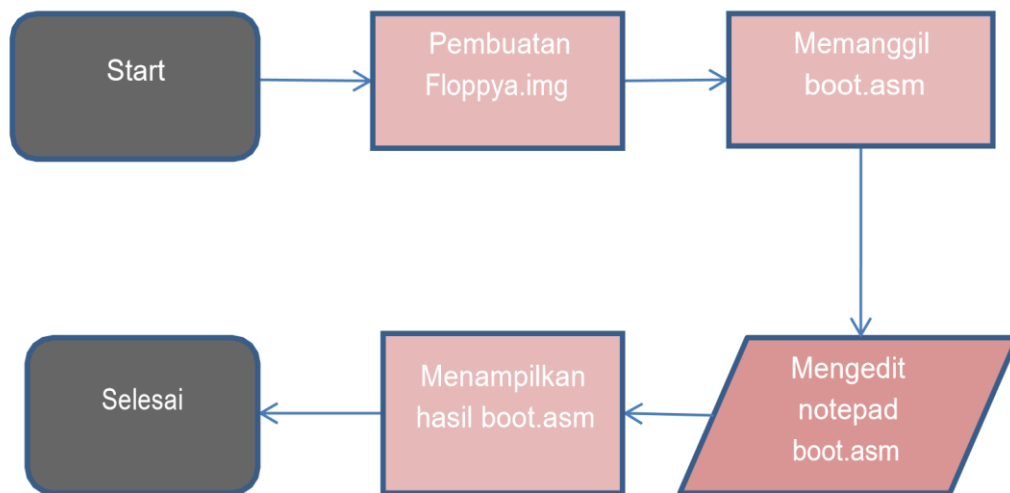 Start
Pembuatan
Floppya.img
Memanggil
boot.asm
Mengedit
notepad
boot.asm
Menampilkan
hasil boot.asm
Selesai